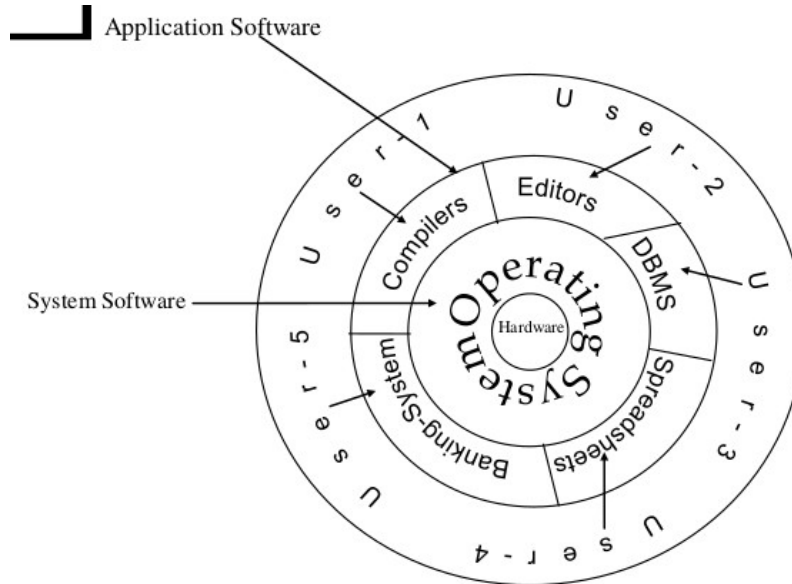 Application Software
User-1
User-2
Editors
Compilers
DBMS
System Software
Operating
System
Hardware
User-3
User-5
Banking-System
Spreadsheets
User-4